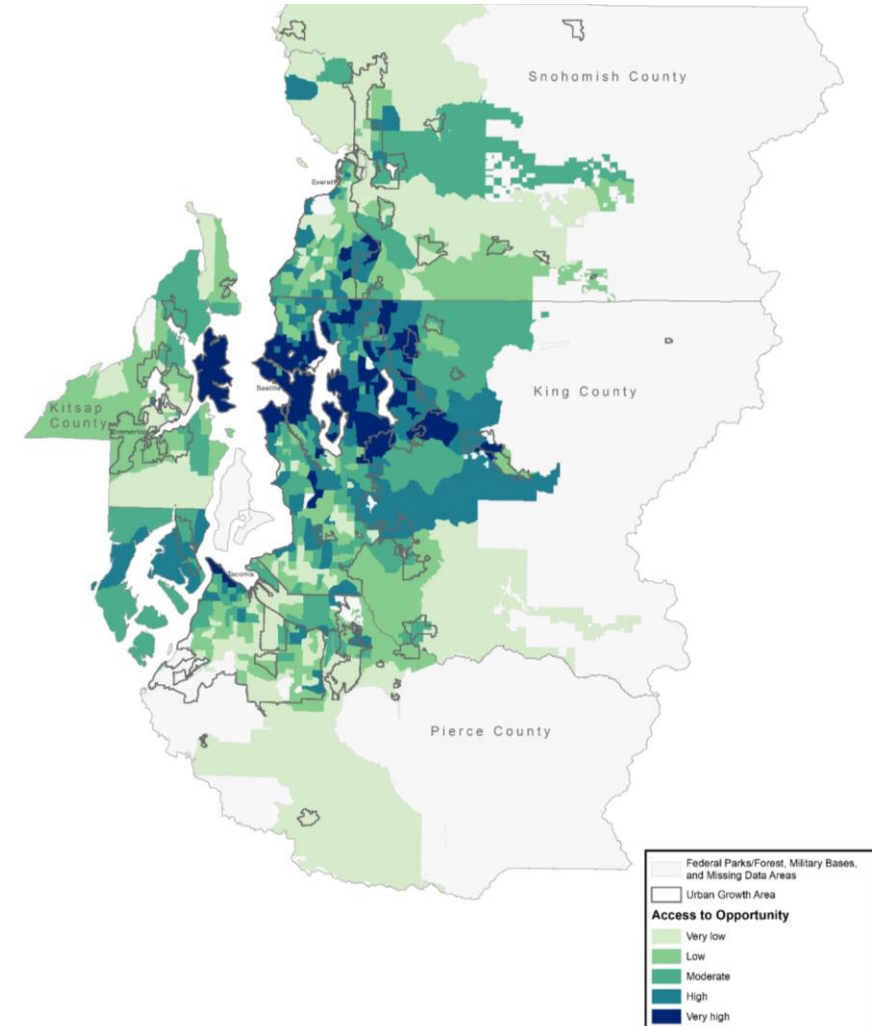 Snohomish County
Everett
King County
Seattle
Kitsap
County
Bremerton
Tacoma
Pierce County
Federal Parks/Forest, Military Bases,
and Missing Data Areas
Urban Growth Area
Access to Opportunity
Very low
Low
Moderate
High
Very high